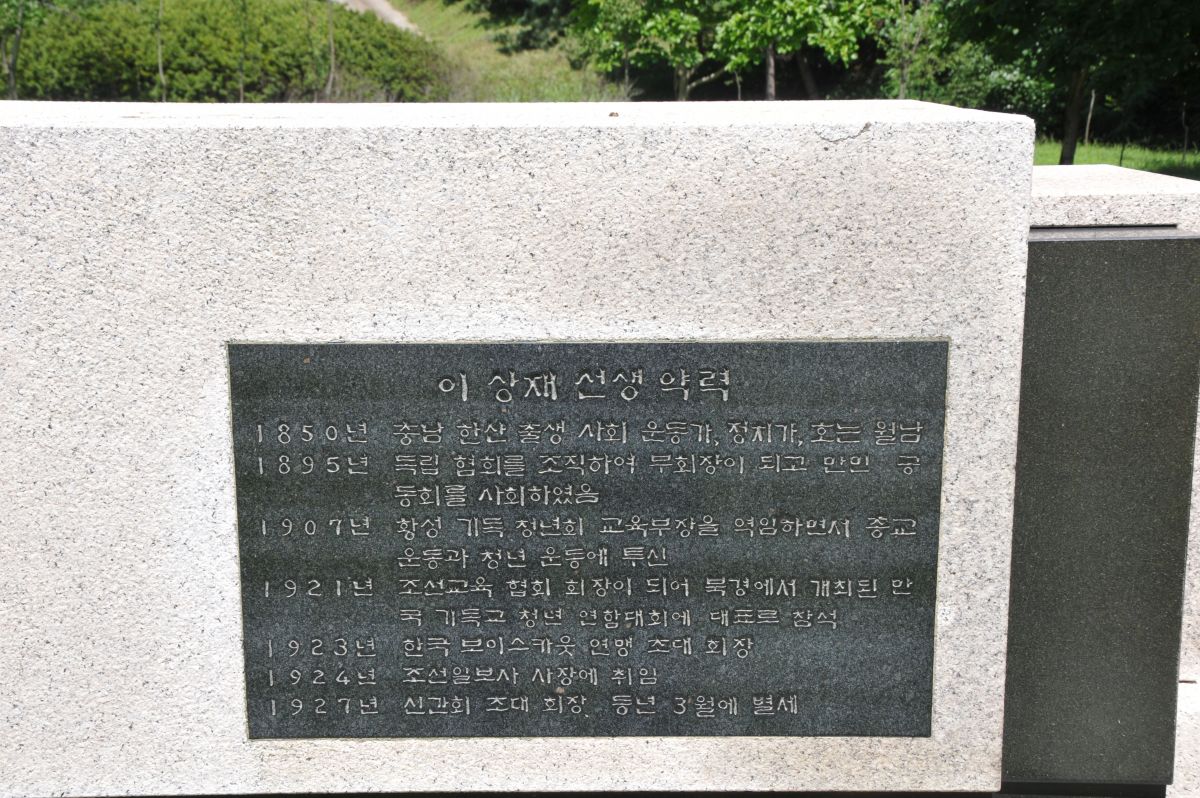 이상재 선생 약력
1850년 충남 한산 출생 사회 운동가, 정치가, 호는 월남
1895년 독립 협회를 조직하여 부회장이 되고 만민 공
동회를 사회하였음
1907년 황성 기독 청년회 교육부장을 역임하면서 종교
운동과 청년 운동에 투신
1921년 조선교육 협회 회장이 되어 북경에서 개최된 만
국 기독교 청년 연합대회에 대표로 참석
1923년 한국 보이스카웃 연맹 초대 회장
1924년 조선일보사 사장에 취임
1927년 신간회 초대 회장. 동년 3월에 별세